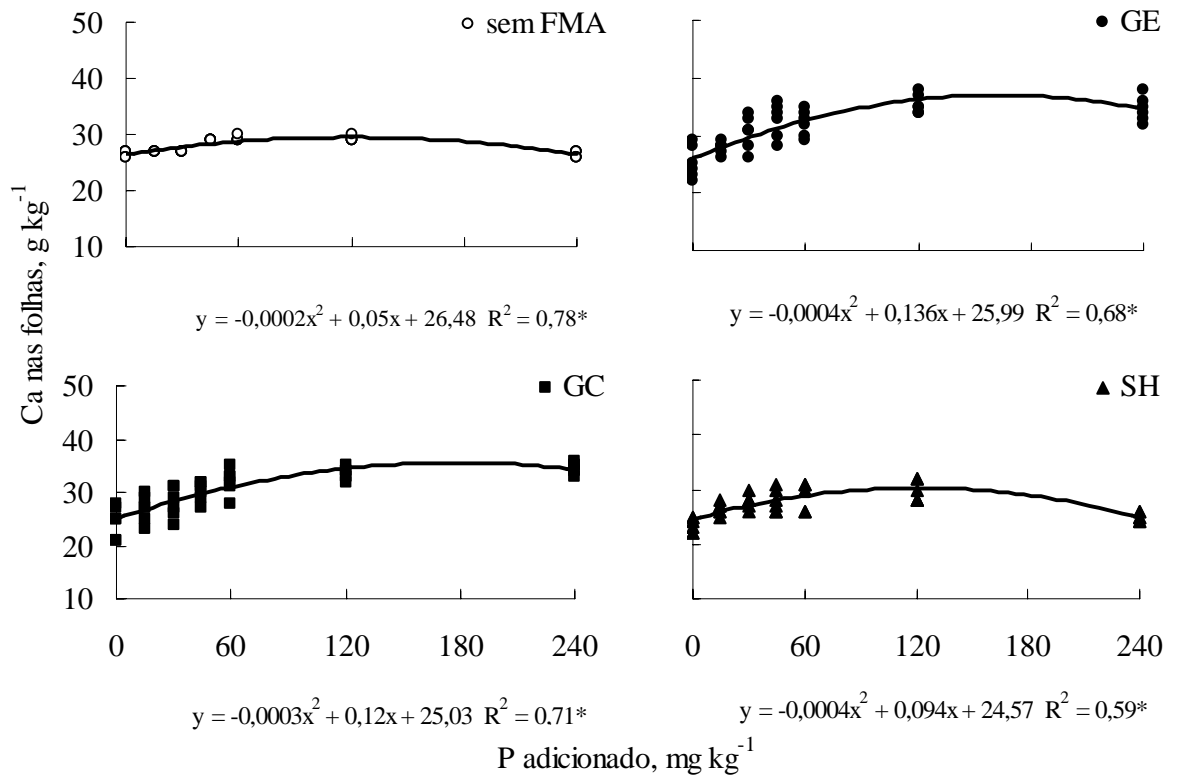 Ca nas folhas, g kg⁻¹
50
40
30
20
10
sem FMA
y = -0,0002x² + 0,05x + 26,48 R² = 0,78*
GE
y = -0,0004x² + 0,136x + 25,99 R² = 0,68*
50
40
30
20
10
0
60
120
180
240
GC
y = -0,0003x² + 0,12x + 25,03 R² = 0,71*
SH
0
60
120
180
240
y = -0,0004x² + 0,094x + 24,57 R² = 0,59*
P adicionado, mg kg⁻¹